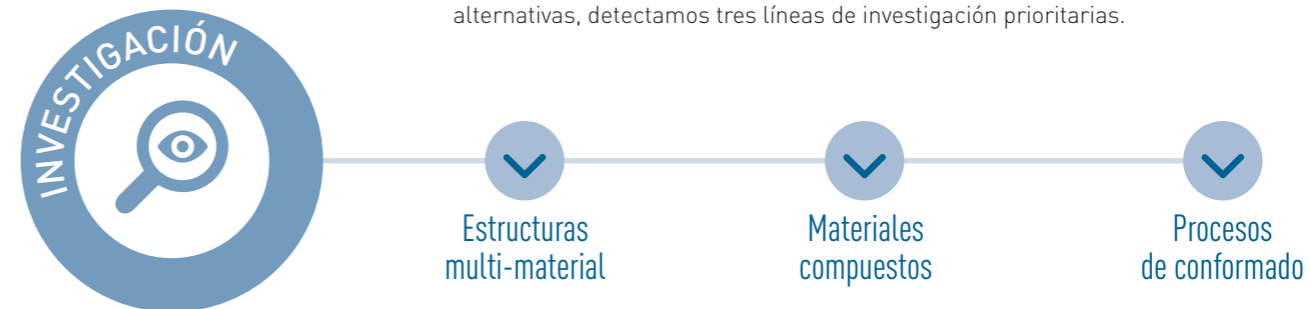 alternativas, detectamos tres líneas de investigación prioritarias.
INVESTIGACIÓN
Estructuras
multi-material
Materiales
compuestos
Procesos
de conformado